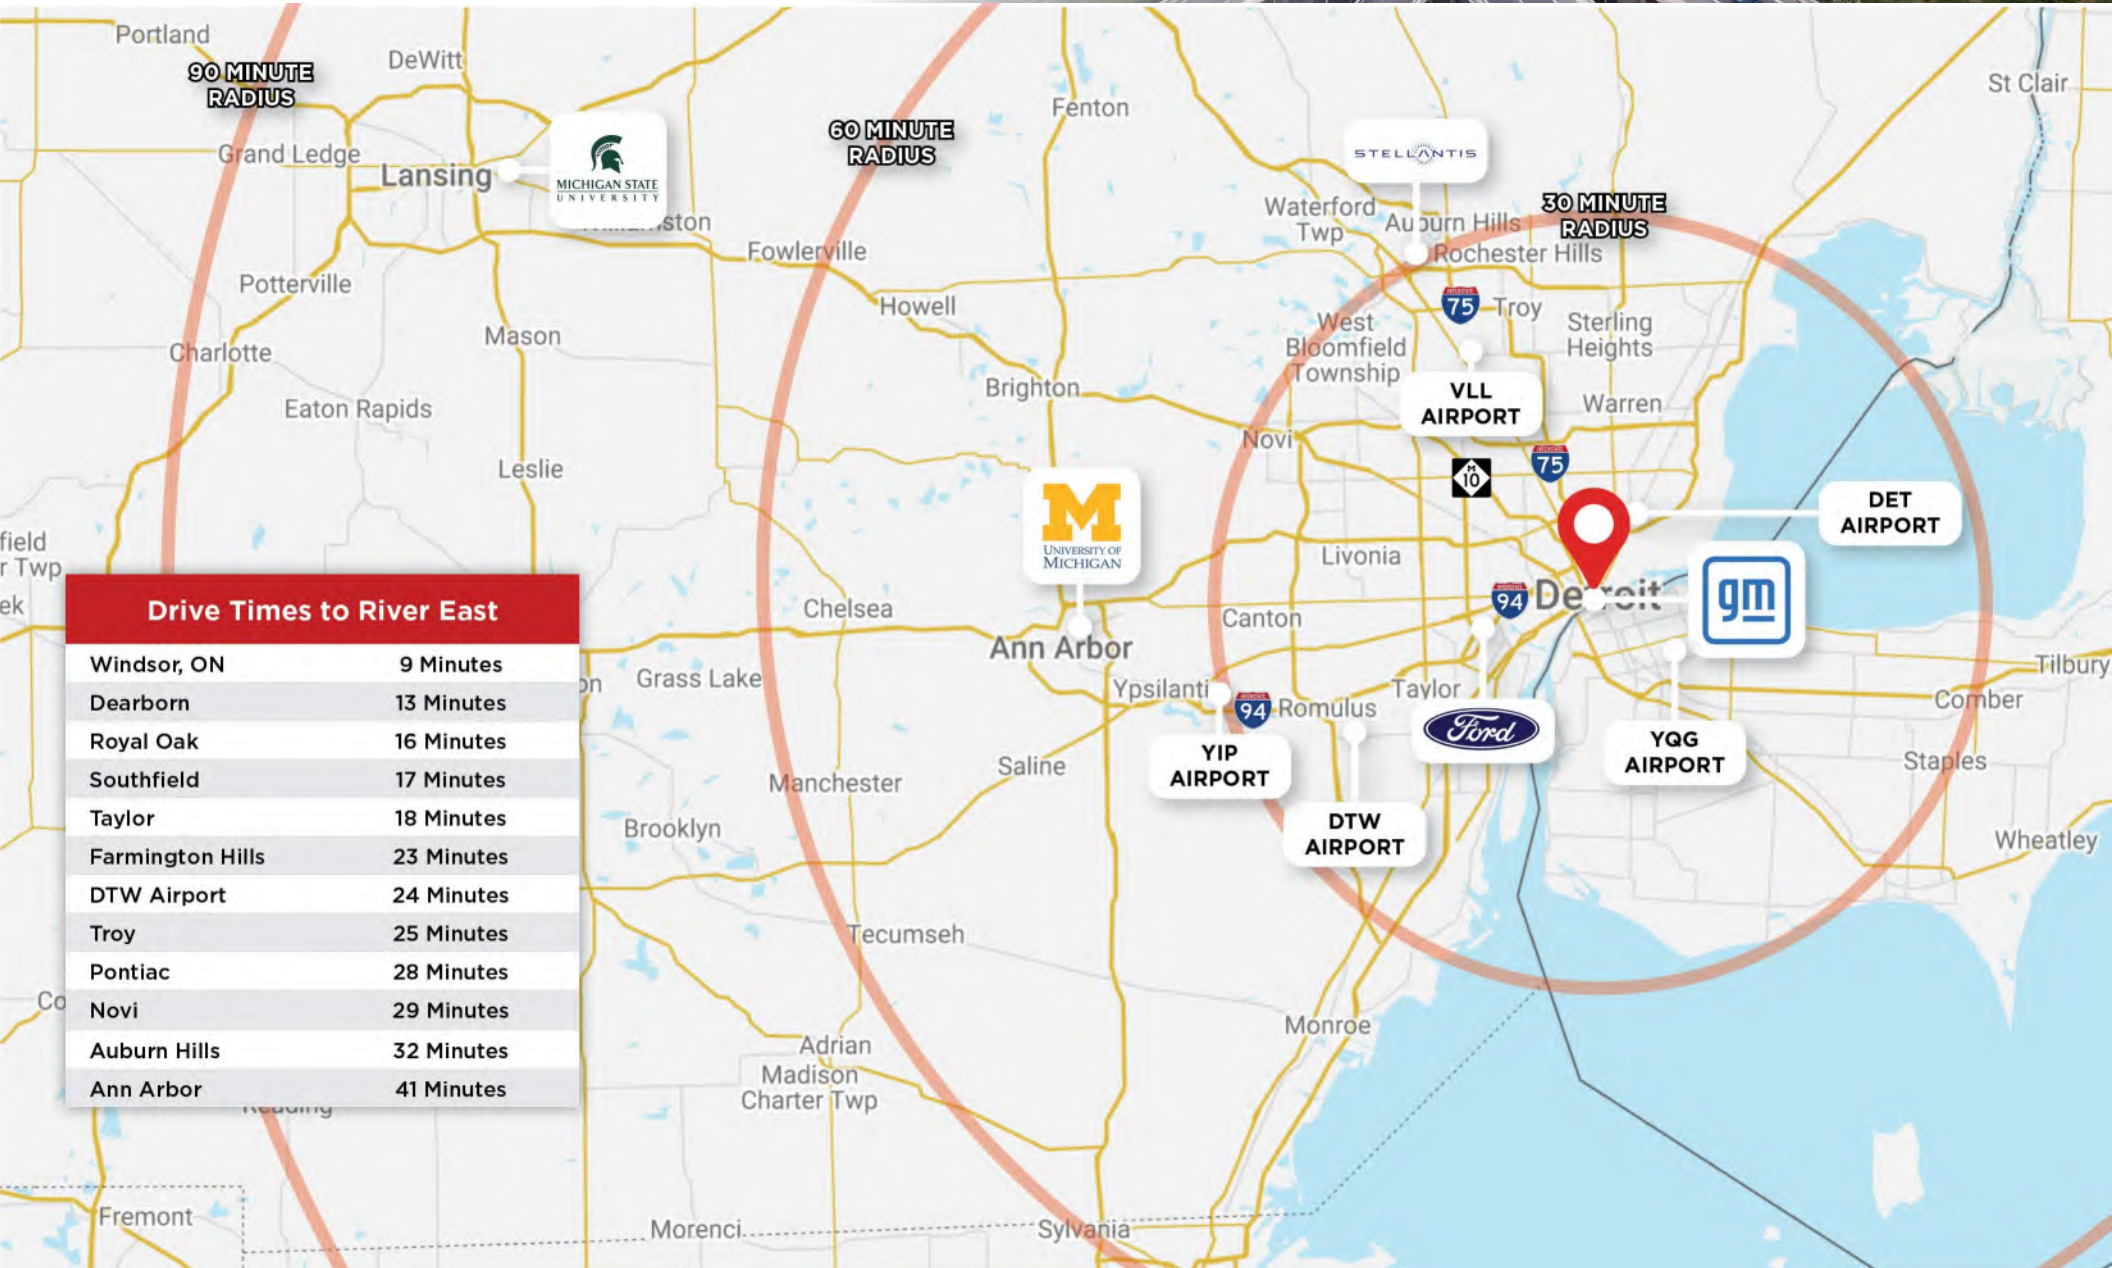 Portland
DeWitt
90 MINUTE
RADIUS
Grand Ledge
Lansing
MICHIGAN STATE
UNIVERSITY
60 MINUTE
RADIUS
Fenton
St Clair
STELLANTIS
30 MINUTE
RADIUS
Waterford
Twp
Auburn Hills
Rochester Hills
Fowlerville
Potterville
Howell
INTERSTATE
75
Troy
West
Bloomfield
Township
Sterling
Heights
Mason
Charlotte
Eaton Rapids
Brighton
VLL
AIRPORT
Warren
Novi
Leslie
M
10
INTERSTATE
75
M
UNIVERSITY OF
MICHIGAN
DET
AIRPORT
Livonia
INTERSTATE
94
Detroit
gm
Chelsea
Canton
Ann Arbor
Grass Lake
Ypsilanti
INTERSTATE
94
Romulus
Taylor
Ford
Tilbury
Comber
YIP
AIRPORT
YQG
AIRPORT
Staples
Saline
Manchester
Brooklyn
DTW
AIRPORT
Wheatley
Tecumseh
Monroe
Adrian
Madison
Charter Twp
Fremont
Morenci
Sylvania
Drive Times to River East
Windsor, ON 9 Minutes
Dearborn 13 Minutes
Royal Oak 16 Minutes
Southfield 17 Minutes
Taylor 18 Minutes
Farmington Hills 23 Minutes
DTW Airport 24 Minutes
Troy 25 Minutes
Pontiac 28 Minutes
Novi 29 Minutes
Auburn Hills 32 Minutes
Ann Arbor 41 Minutes